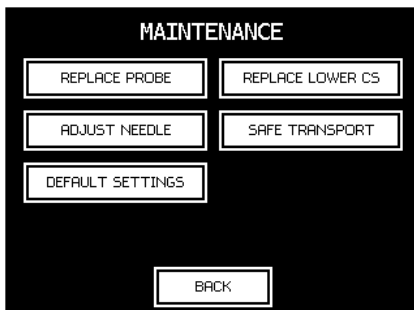 MAINTENANCE
REPLACE PROBE
REPLACE LOWER CS
ADJUST NEEDLE
SAFE TRANSPORT
DEFAULT SETTINGS
BACK